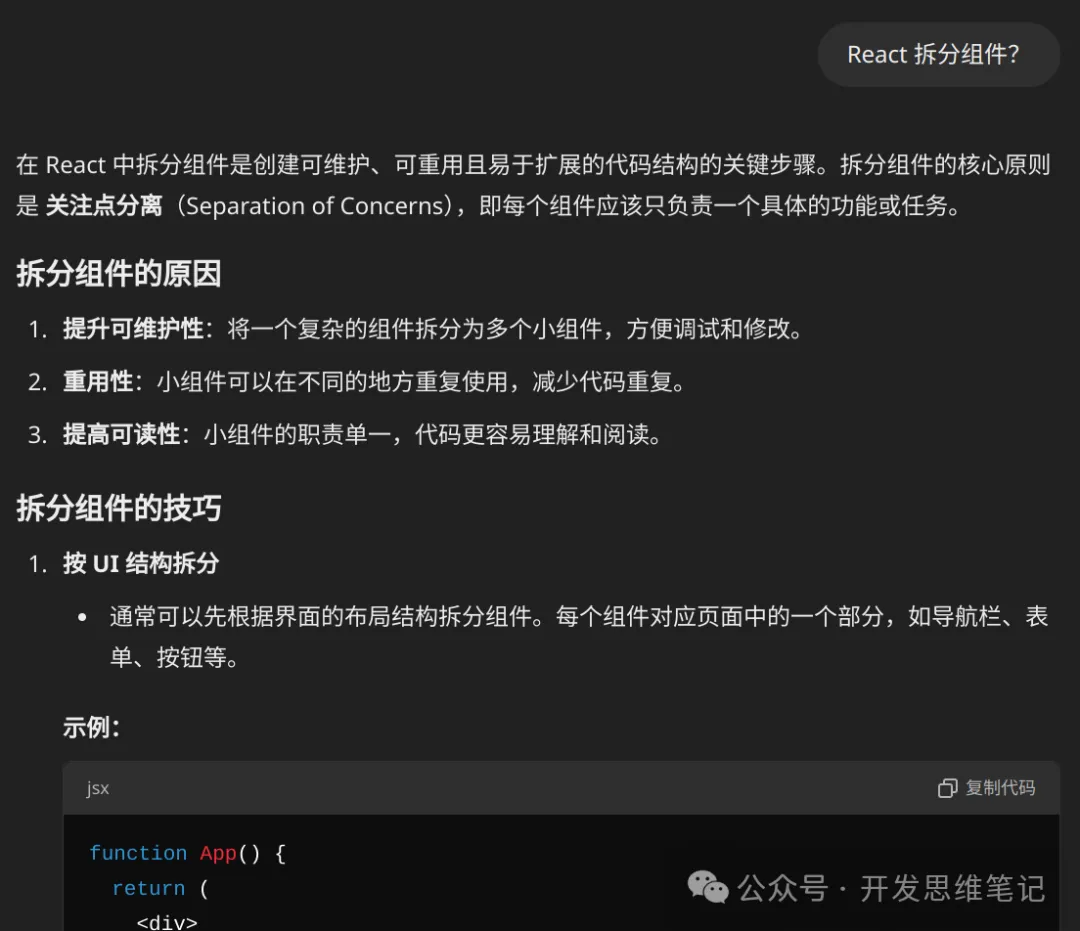 React 拆分组件?
在 React 中拆分组件是创建可维护、可重用且易于扩展的代码结构的关键步骤。拆分组件的核心原则
是 关注点分离（Separation of Concerns），即每个组件应该只负责一个具体的功能或任务。
拆分组件的原因
1. 提升可维护性：将一个复杂的组件拆分为多个小组件，方便调试和修改。
2. 重用性：小组件可以在不同的地方重复使用，减少代码重复。
3. 提高可读性：小组件的职责单一，代码更容易理解和阅读。
拆分组件的技巧
1. 按 UI 结构拆分
• 通常可以先根据界面的布局结构拆分组件。每个组件对应页面中的一个部分，如导航栏、表
单、按钮等。
示例：
jsx 复制代码
function App() {
return (
<div>
公众号 · 开发思维笔记